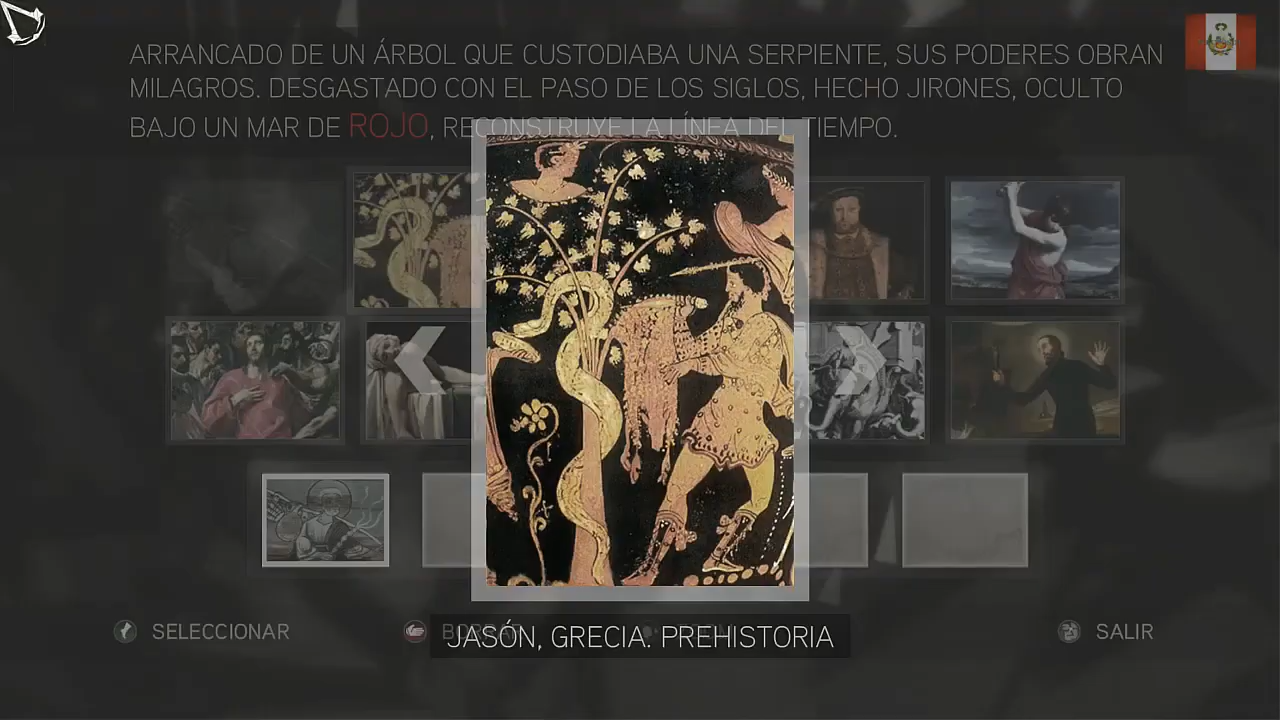 ARRANCADO DE UN ÁRBOL QUE CUSTODIABA UNA SERPIENTE, SUS PODERES OBRAN
MILAGROS. DESGASTADO CON EL PASO DE LOS SIGLOS, HECHO JIRONES, OCULTO
BAJO UN MAR DE ROJO, RECONSTRUYE LA LÍNEA DEL TIEMPO.
SELECCIONAR
BORRAR
JASÓN, GRECIA. PREHISTORIA
SALIR